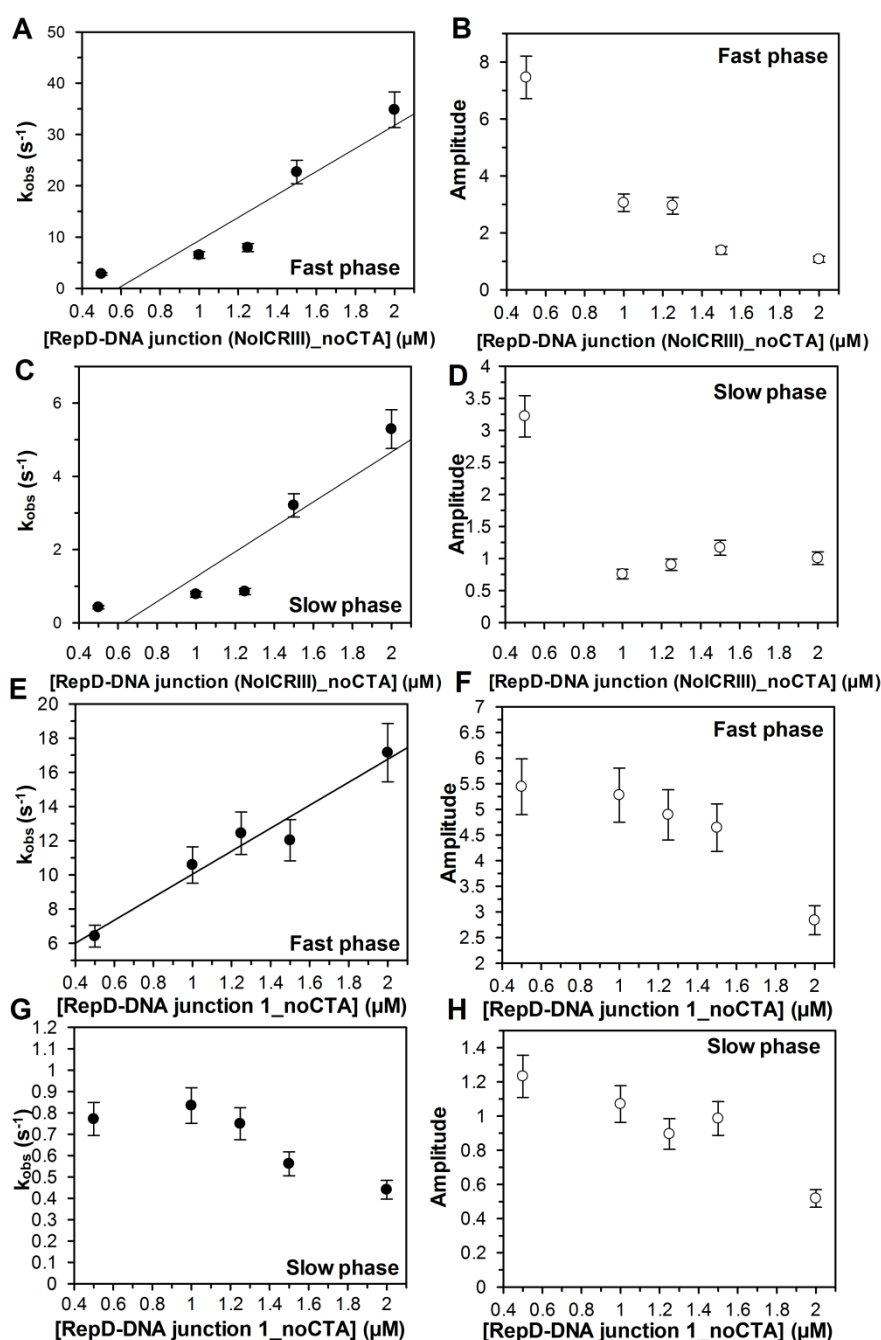 A
50
40
30
20
10
0
k_obs (s⁻¹)
Fast phase
0.4 0.6 0.8 1 1.2 1.4 1.6 1.8 2
[RepD-DNA junction (NoICRIII)_noCTA] (µM)
B
8
6
4
2
0
Amplitude
Fast phase
0.4 0.6 0.8 1 1.2 1.4 1.6 1.8 2
[RepD-DNA junction (NoICRIII)_noCTA] (µM)
C
6
4
2
0
k_obs (s⁻¹)
Slow phase
0.4 0.6 0.8 1 1.2 1.4 1.6 1.8 2
[RepD-DNA junction (NoICRIII)_noCTA] (µM)
D
4
3.5
3
2.5
2
1.5
1
0.5
0
Amplitude
Slow phase
0.4 0.6 0.8 1 1.2 1.4 1.6 1.8 2
[RepD-DNA junction (NoICRIII)_noCTA] (µM)
E
20
18
16
14
12
10
8
6
k_obs (s⁻¹)
Fast phase
0.4 0.6 0.8 1 1.2 1.4 1.6 1.8 2
[RepD-DNA junction 1_noCTA] (µM)
F
7
6.5
6
5.5
5
4.5
4
3.5
3
2.5
2
Amplitude
Fast phase
0.4 0.6 0.8 1 1.2 1.4 1.6 1.8 2
[RepD-DNA junction 1_noCTA] (µM)
G
1.2
1.1
1
0.9
0.8
0.7
0.6
0.5
0.4
0.3
0.2
0.1
0
k_obs (s⁻¹)
Slow phase
0.4 0.6 0.8 1 1.2 1.4 1.6 1.8 2
[RepD-DNA junction 1_noCTA] (µM)
H
1.4
1.2
1
0.8
0.6
0.4
0.2
0
Amplitude
Slow phase
0.4 0.6 0.8 1 1.2 1.4 1.6 1.8 2
[RepD-DNA junction 1_noCTA] (µM)